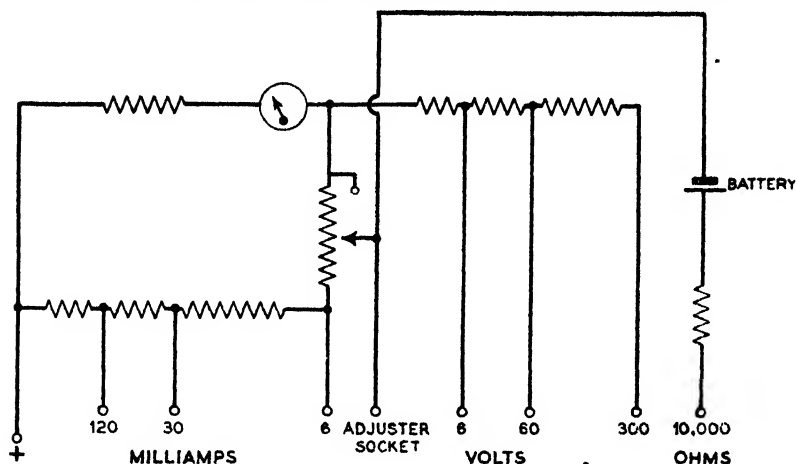 BATTERY
+ 120 30 6 ADJUSTER SOCKET 6 60 300 10,000
MILLIAMPS VOLTS OHMS